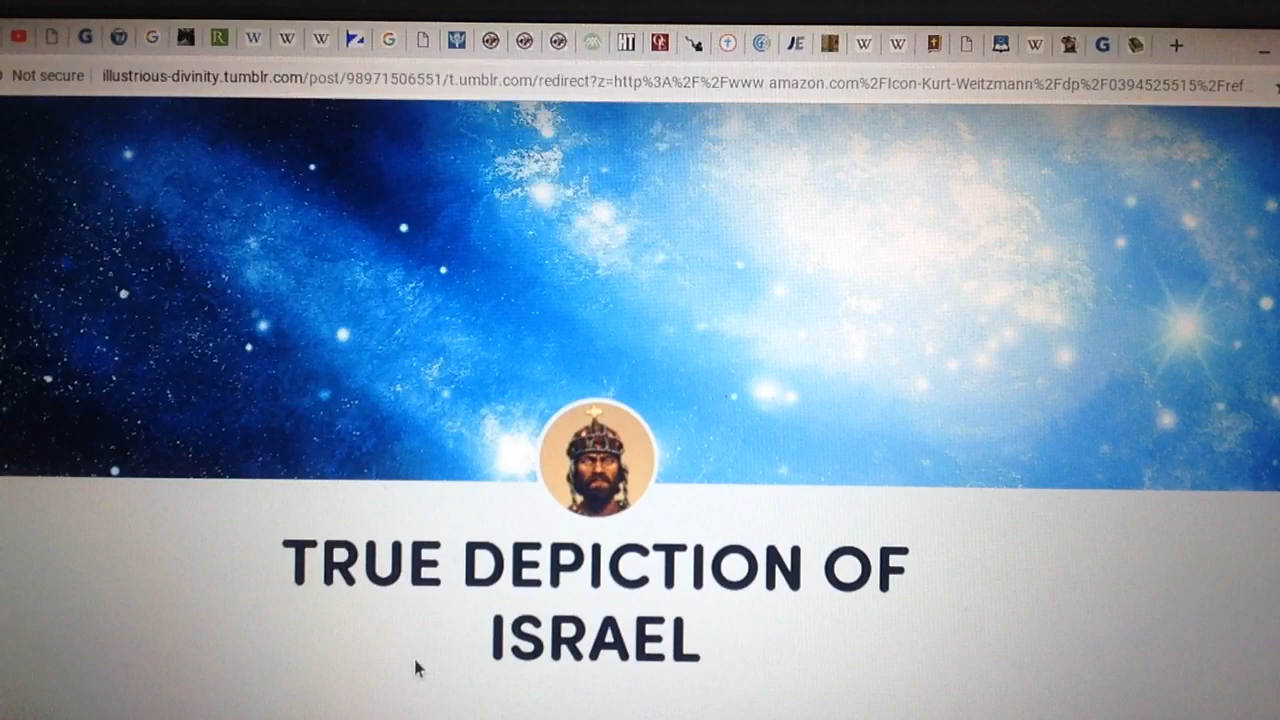 Not secure illustrious-divinity.tumblr.com/post/98971506551/t.umblr.com/redirect?z=http%3A%2F%2Fwww.amazon.com%2FIcon-Kurt-Weitzmann%2Fdp%2F0394525515%2Fref...
TRUE DEPICTION OF
ISRAEL